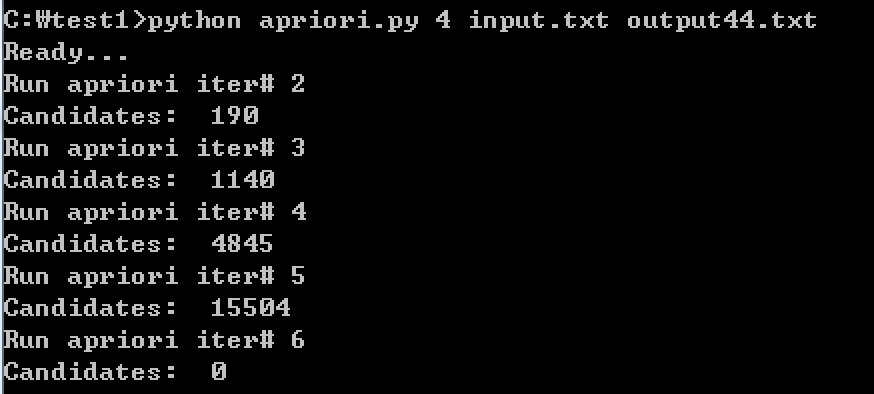 C:₩test1>python apriori.py 4 input.txt output44.txt
Ready...
Run apriori iter# 2
Candidates:  190
Run apriori iter# 3
Candidates:  1140
Run apriori iter# 4
Candidates:  4845
Run apriori iter# 5
Candidates:  15504
Run apriori iter# 6
Candidates:  0